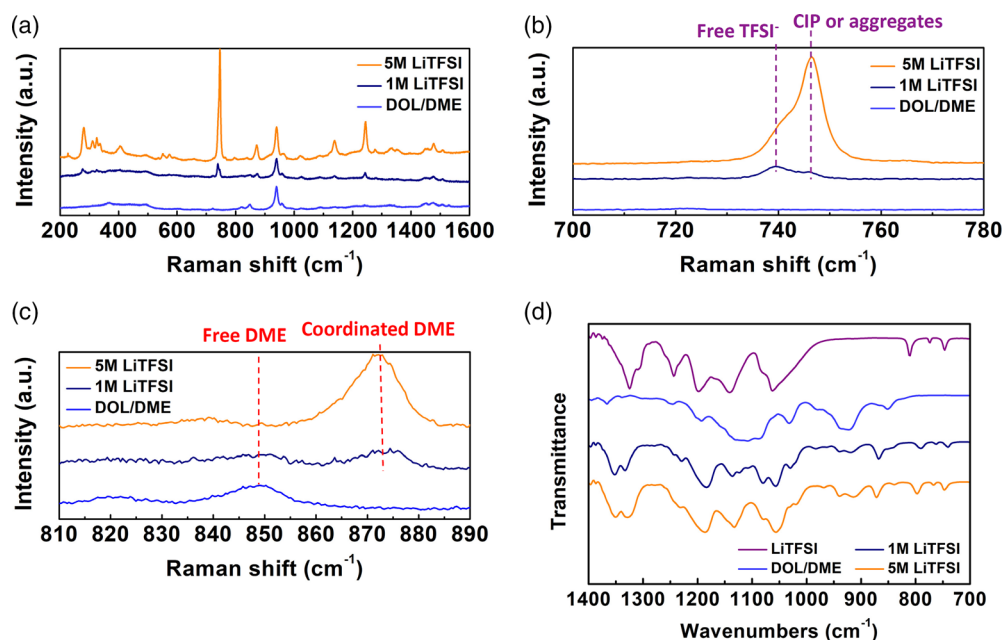 (a)
Intensity (a.u.)
5M LiTFSI
1M LiTFSI
DOL/DME
200 400 600 800 1000 1200 1400 1600
Raman shift (cm⁻¹)
(b)
Intensity (a.u.)
Free TFSI⁻
CIP or aggregates
5M LiTFSI
1M LiTFSI
DOL/DME
700 720 740 760 780
Raman shift (cm⁻¹)
(c)
Intensity (a.u.)
Free DME
Coordinated DME
5M LiTFSI
1M LiTFSI
DOL/DME
810 820 830 840 850 860 870 880 890
Raman shift (cm⁻¹)
(d)
Transmittance
LiTFSI
1M LiTFSI
DOL/DME
5M LiTFSI
1400 1300 1200 1100 1000 900 800 700
Wavenumbers (cm⁻¹)